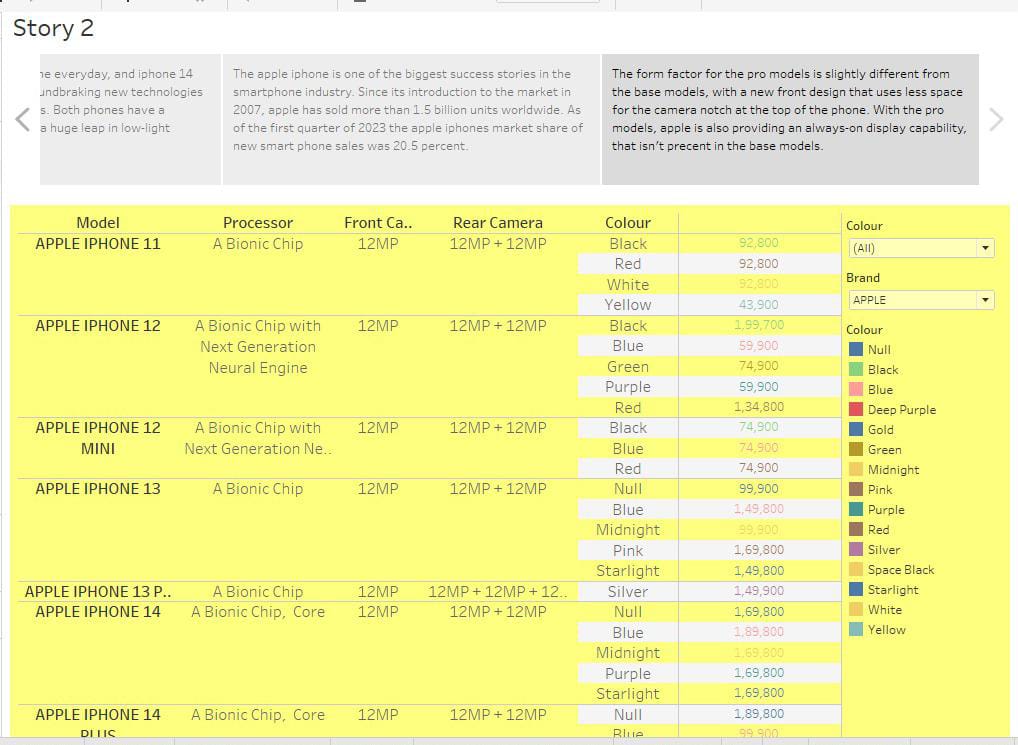 Story 2
he everyday, and iphone 14
undbraking new technologies
s. Both phones have a
a huge leap in low-light
The apple iphone is one of the biggest success stories in the
smartphone industry. Since its introduction to the market in
2007, apple has sold more than 1.5 billion units worldwide. As
of the first quarter of 2023 the apple iphones market share of
new smart phone sales was 20.5 percent.
The form factor for the pro models is slightly different from
the base models, with a new front design that uses less space
for the camera notch at the top of the phone. With the pro
models, apple is also providing an always-on display capability,
that isn't precent in the base models.
Model Processor Front Ca.. Rear Camera Colour
APPLE IPHONE 11 A Bionic Chip 12MP 12MP + 12MP Black 92,800
Red 92,800
White 92,800
Yellow 43,900
APPLE IPHONE 12 A Bionic Chip with 12MP 12MP + 12MP Black 1,99,700
Next Generation Blue 59,900
Neural Engine Green 74,900
Purple 59,900
Red 1,34,800
APPLE IPHONE 12 A Bionic Chip with 12MP 12MP + 12MP Black 74,900
MINI Next Generation Ne.. Blue 74,900
Red 74,900
APPLE IPHONE 13 A Bionic Chip 12MP 12MP + 12MP Null 99,900
Blue 1,49,800
Midnight 99,900
Pink 1,69,800
Starlight 1,49,800
APPLE IPHONE 13 P.. A Bionic Chip 12MP 12MP + 12MP + 12.. Silver 1,49,900
APPLE IPHONE 14 A Bionic Chip, Core 12MP 12MP + 12MP Null 1,69,800
Blue 1,89,800
Midnight 1,69,800
Purple 1,69,800
Starlight 1,69,800
APPLE IPHONE 14 A Bionic Chip, Core 12MP 12MP + 12MP Null 1,89,800
PLUS Blue 99,900
Colour
(All)
Brand
APPLE
Colour
Null
Black
Blue
Deep Purple
Gold
Green
Midnight
Pink
Purple
Red
Silver
Space Black
Starlight
White
Yellow